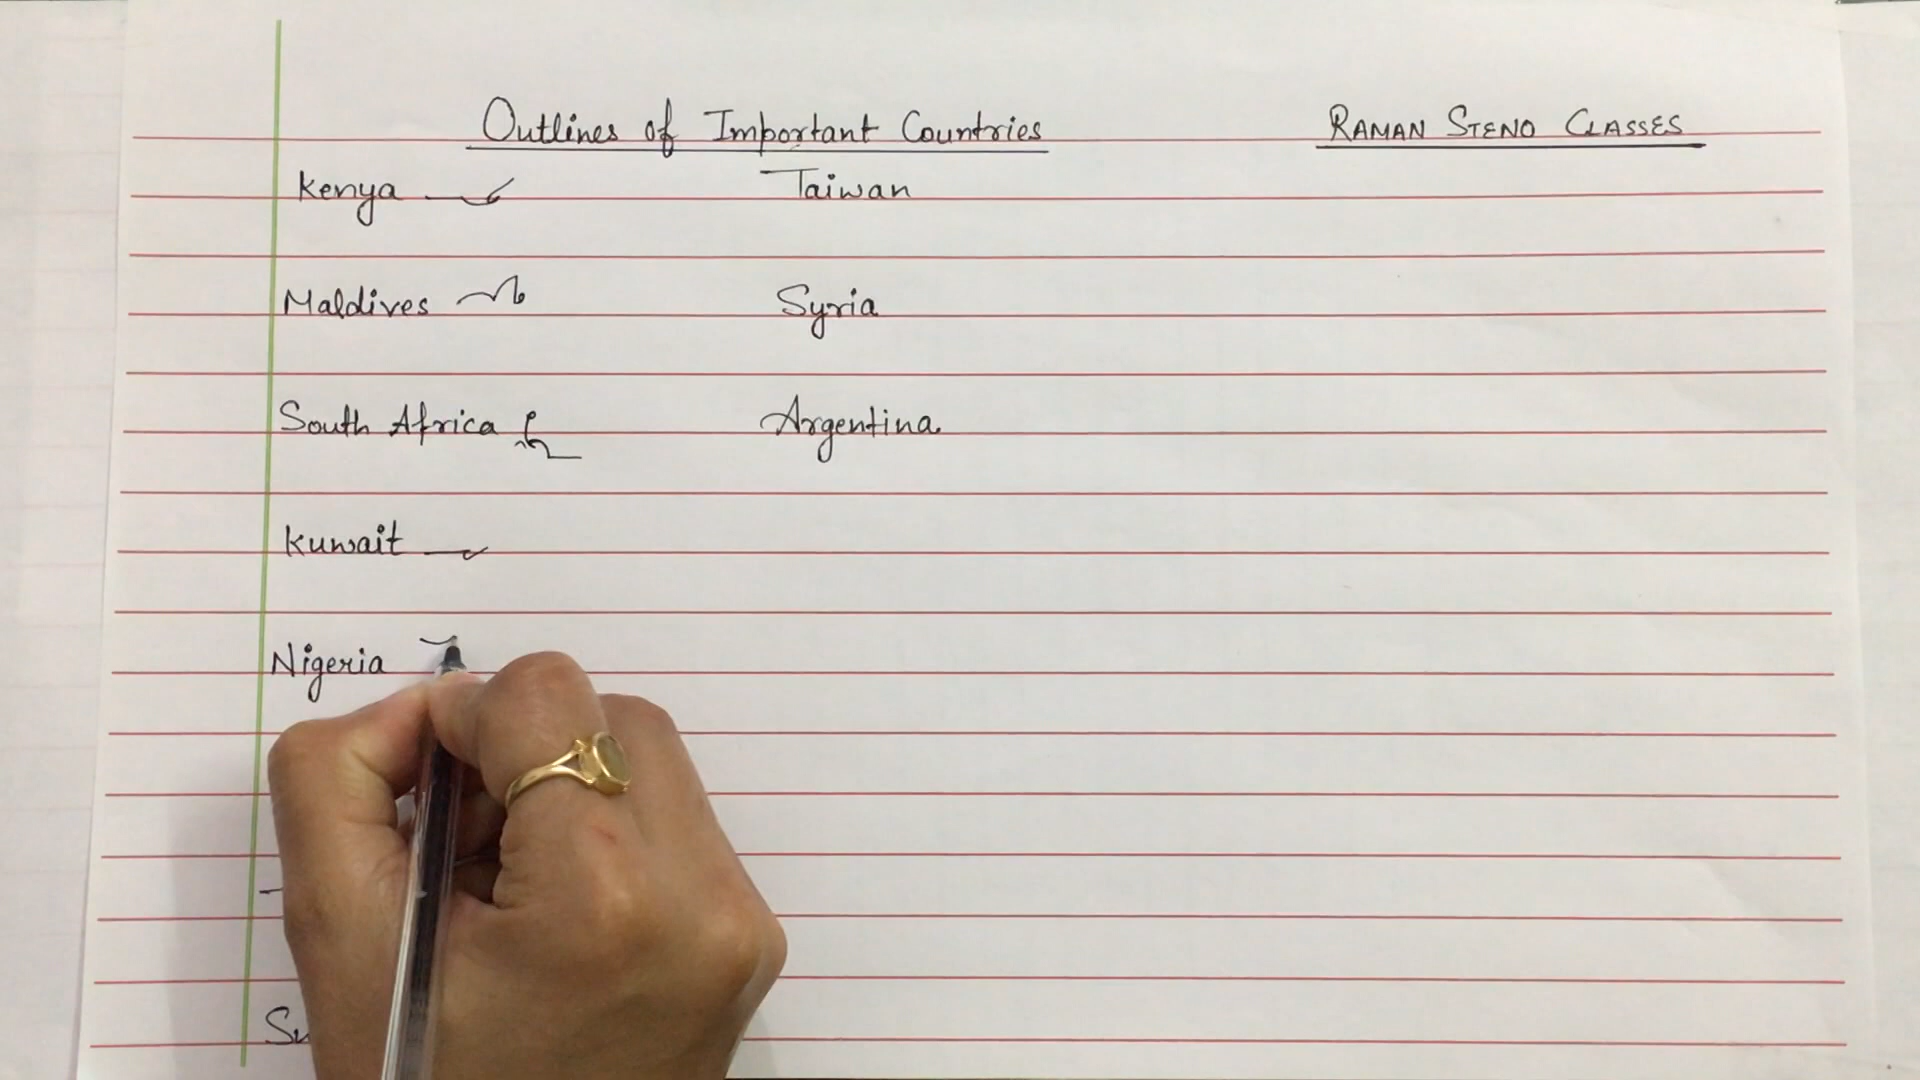 Outlines of Important Countries
RAMAN STENO CLASSES
Kenya
Taiwan
Maldives
Syria
South Africa
Argentina
Kuwait
Nigeria